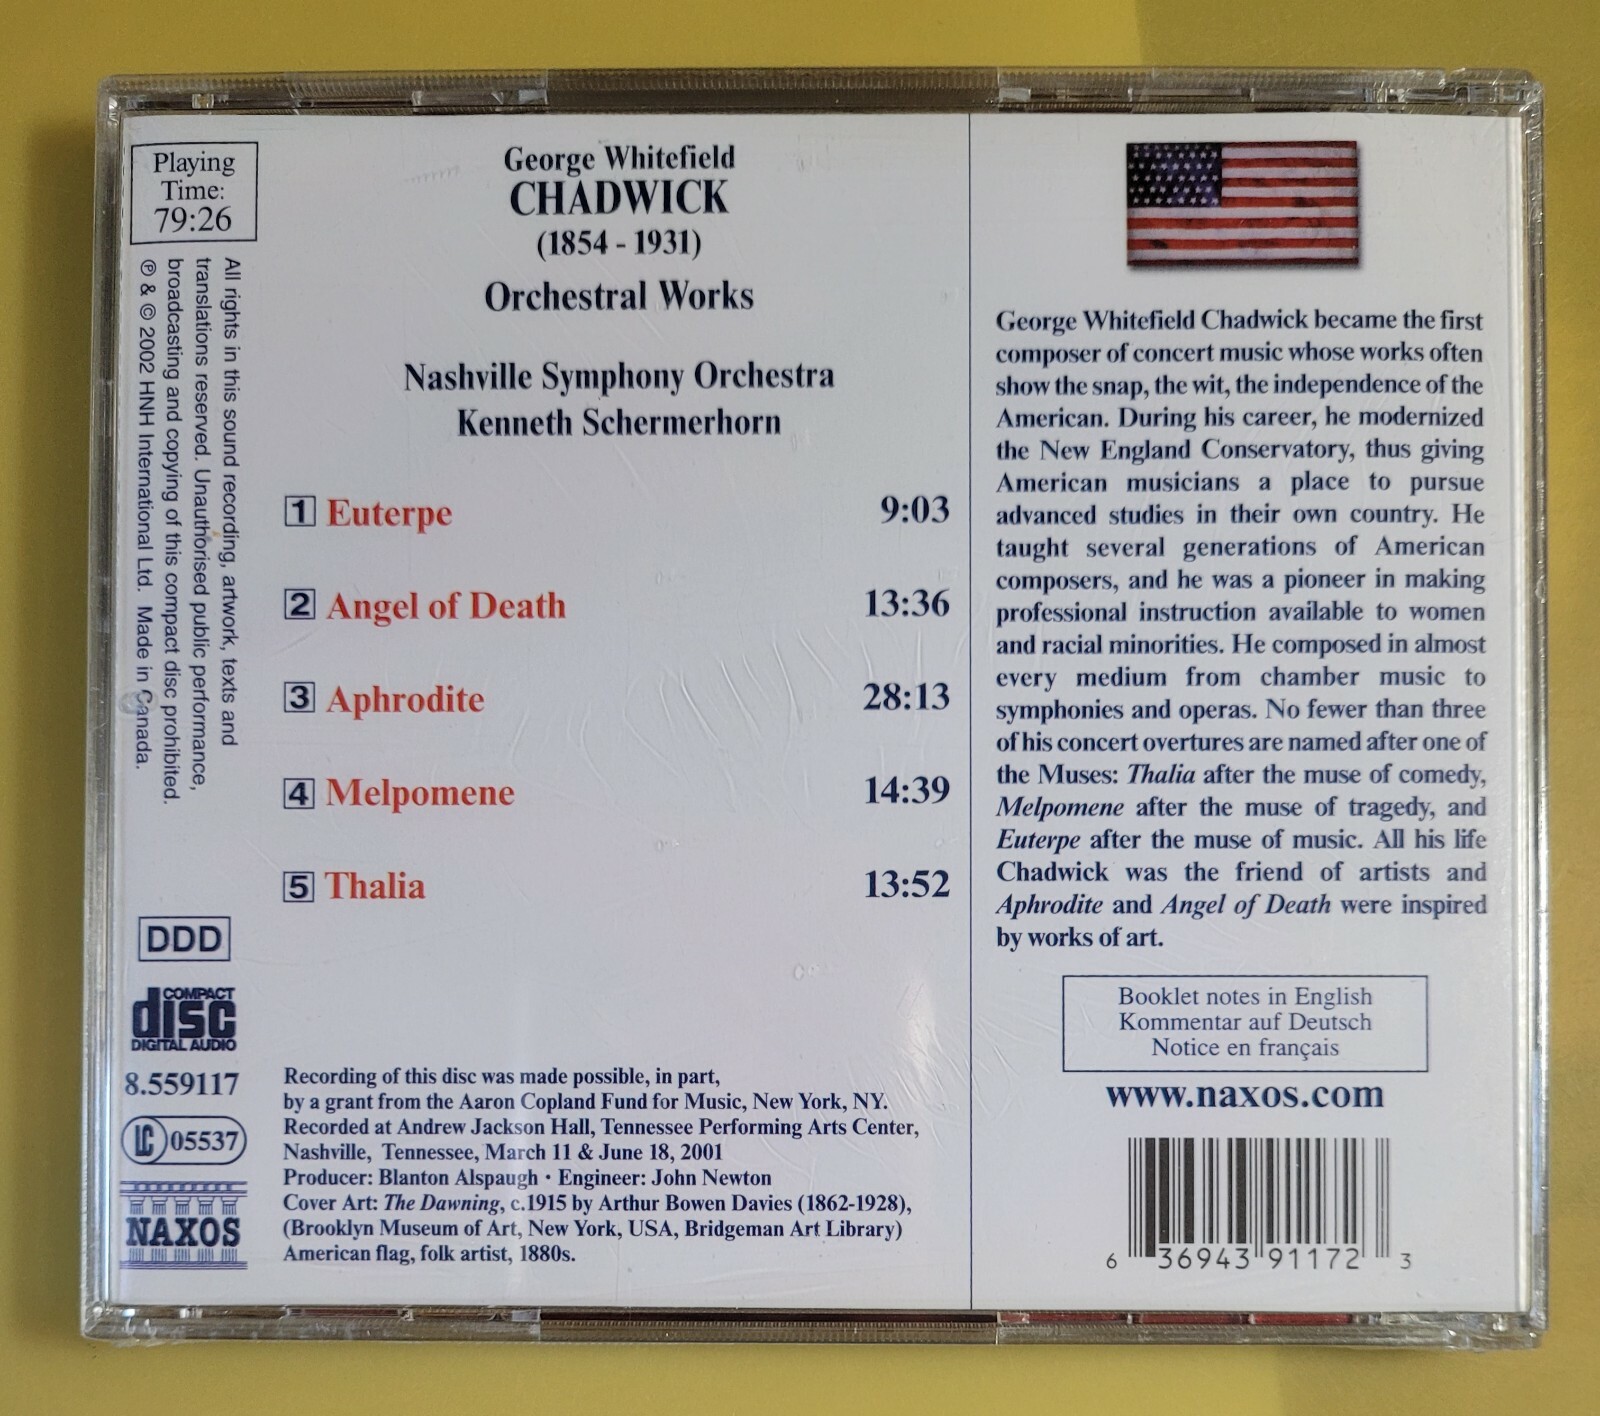 Playing
Time:
79:26
All rights in this sound recording, artwork, texts and
translations reserved. Unauthorised public performance,
broadcasting and copying of this compact disc prohibited.
℗ & © 2002 HNH International Ltd. Made in Canada.
George Whitefield
CHADWICK
(1854 - 1931)
Orchestral Works
Nashville Symphony Orchestra
Kenneth Schermerhorn
1 Euterpe 9:03
2 Angel of Death 13:36
3 Aphrodite 28:13
4 Melpomene 14:39
5 Thalia 13:52
DDD
COMPACT
disc
DIGITAL AUDIO
8.559117
LC 05537
NAXOS
Recording of this disc was made possible, in part,
by a grant from the Aaron Copland Fund for Music, New York, NY.
Recorded at Andrew Jackson Hall, Tennessee Performing Arts Center,
Nashville, Tennessee, March 11 & June 18, 2001
Producer: Blanton Alspaugh · Engineer: John Newton
Cover Art: The Dawning, c.1915 by Arthur Bowen Davies (1862-1928),
(Brooklyn Museum of Art, New York, USA, Bridgeman Art Library)
American flag, folk artist, 1880s.
George Whitefield Chadwick became the first
composer of concert music whose works often
show the snap, the wit, the independence of the
American. During his career, he modernized
the New England Conservatory, thus giving
American musicians a place to pursue
advanced studies in their own country. He
taught several generations of American
composers, and he was a pioneer in making
professional instruction available to women
and racial minorities. He composed in almost
every medium from chamber music to
symphonies and operas. No fewer than three
of his concert overtures are named after one of
the Muses: Thalia after the muse of comedy,
Melpomene after the muse of tragedy, and
Euterpe after the muse of music. All his life
Chadwick was the friend of artists and
Aphrodite and Angel of Death were inspired
by works of art.
Booklet notes in English
Kommentar auf Deutsch
Notice en français
www.naxos.com
6 36943 91172 3